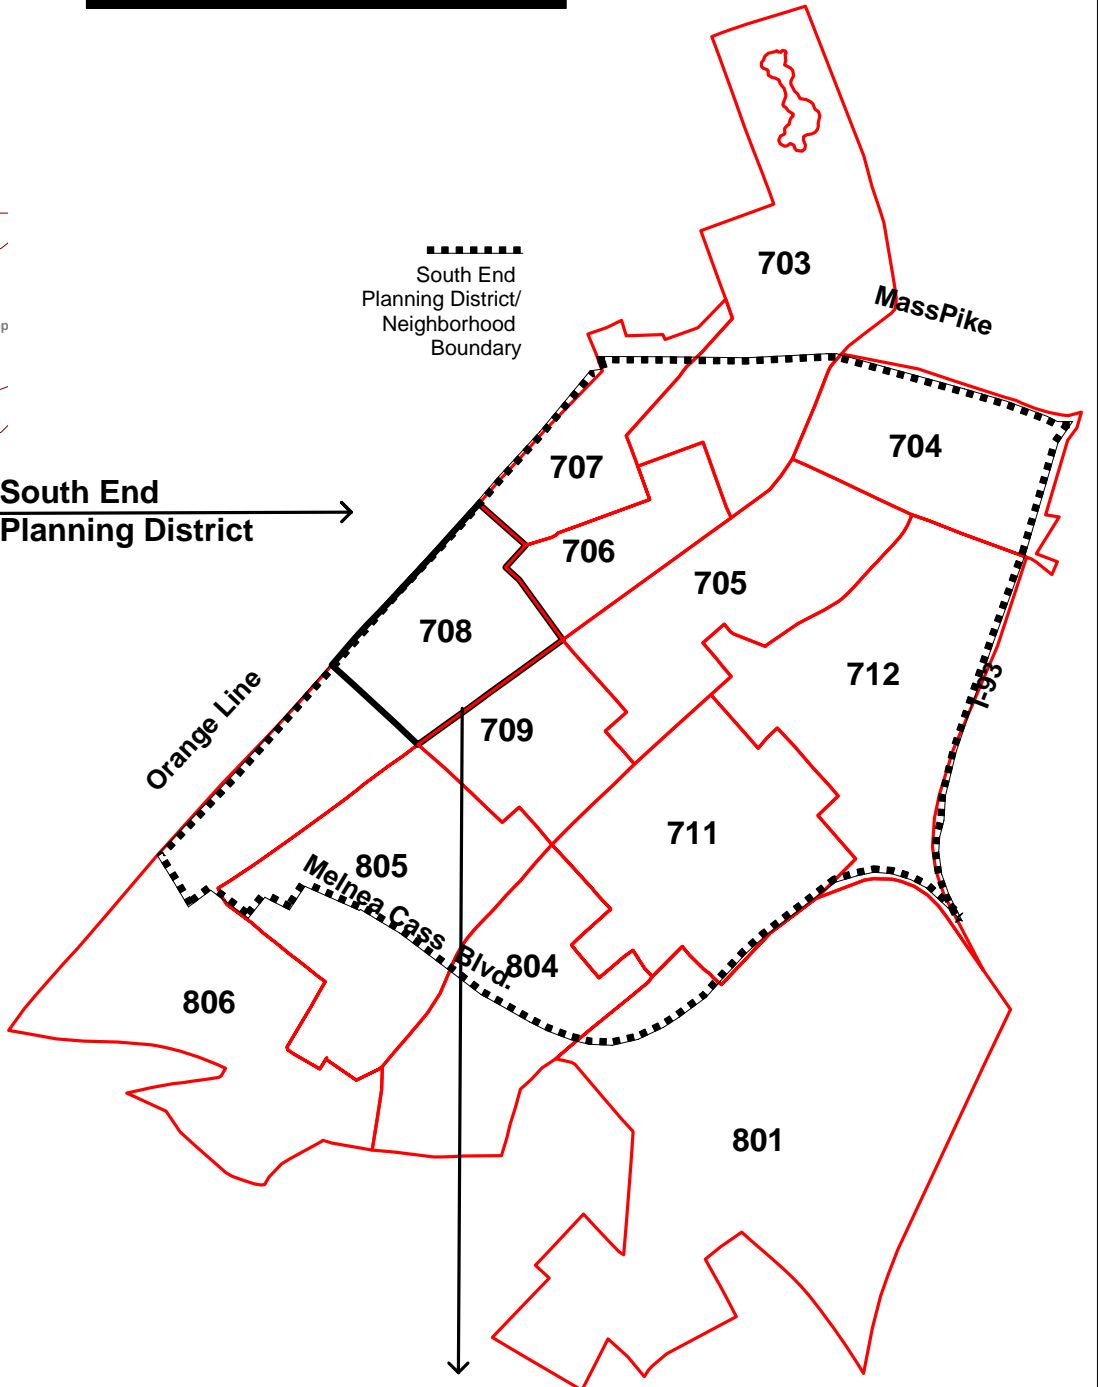 703
MassPike
South End
Planning District/
Neighborhood
Boundary
704
707
South End
Planning District
706
705
708
712
I-93
Orange Line
709
711
805
Melnea Cass Blvd.
804
806
801